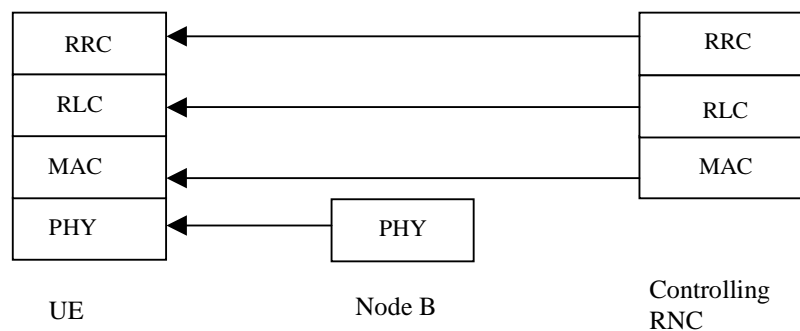 RRC
RRC
RLC
RLC
MAC
MAC
PHY
PHY
UE
Node B
Controlling
RNC